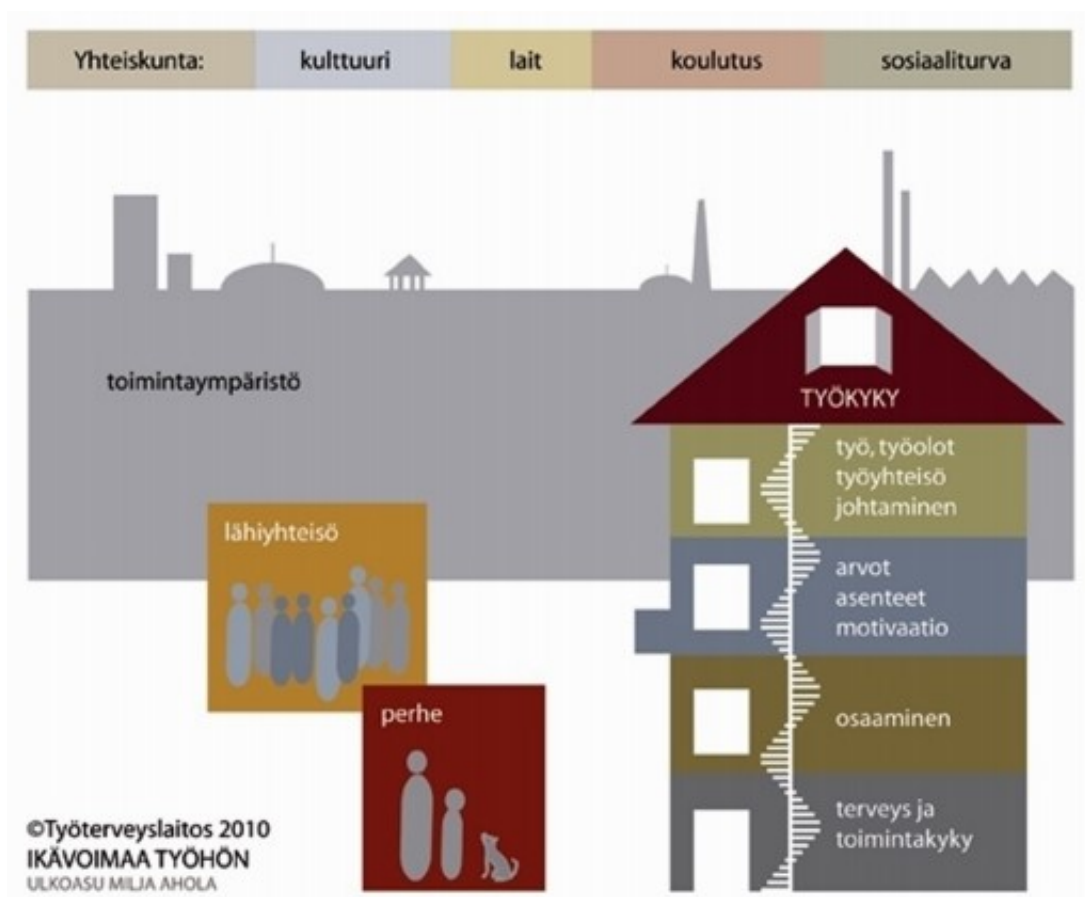 Yhteiskunta: kulttuuri lait koulutus sosiaaliturva
toimintaympäristö
TYÖKYKY
työ, työolot
työyhteisö
johtaminen
lähiyhteisö
arvot
asenteet
motivaatio
perhe
osaaminen
terveys ja
toimintakyky
©Työterveyslaitos 2010
IKÄVOIMAA TYÖHÖN
ULKOASU MILJA AHOLA